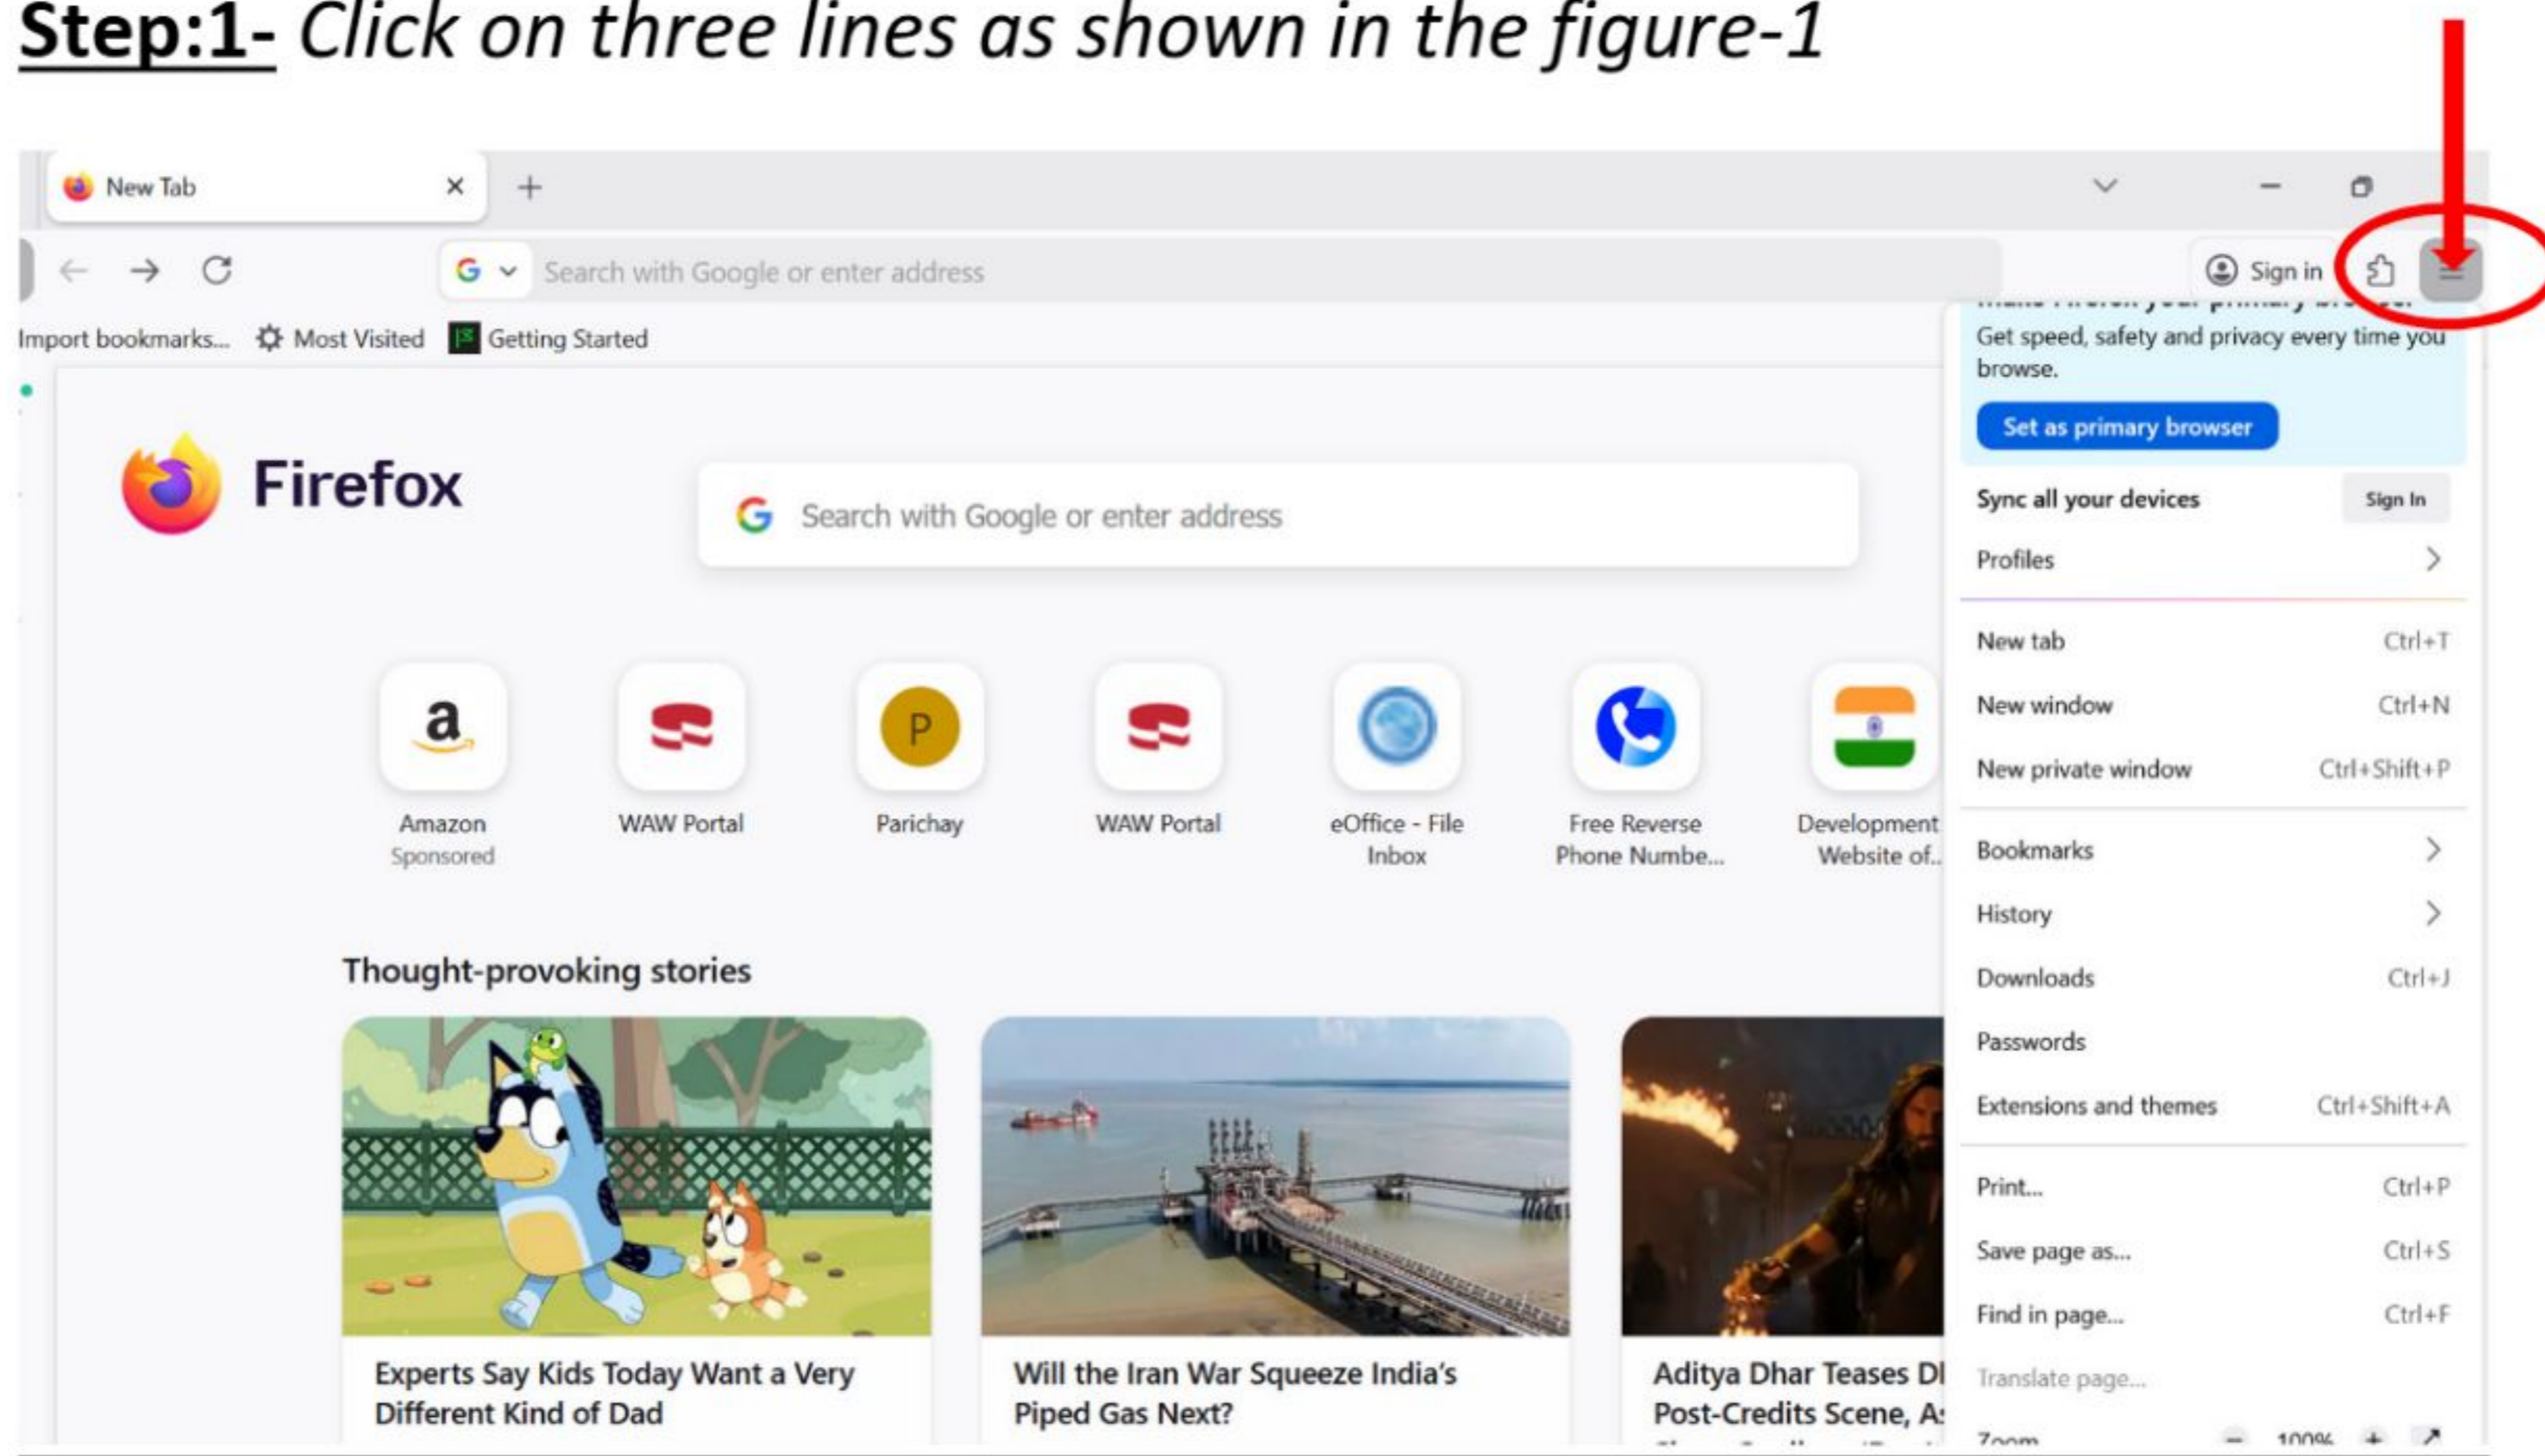 Step:1- Click on three lines as shown in the figure-1
New Tab
Search with Google or enter address
Sign in
Import bookmarks...
Most Visited
Getting Started
Get speed, safety and privacy every time you
browse.
Set as primary browser
Firefox
Search with Google or enter address
Sync all your devices
Sign In
Profiles
New tab Ctrl+T
New window Ctrl+N
New private window Ctrl+Shift+P
Amazon
Sponsored
WAW Portal
P
Parichay
WAW Portal
eOffice - File
Inbox
Free Reverse
Phone Numbe...
Development
Website of..
Bookmarks
History
Downloads Ctrl+J
Passwords
Extensions and themes Ctrl+Shift+A
Print... Ctrl+P
Save page as... Ctrl+S
Find in page... Ctrl+F
Translate page...
Zoom 100%
Thought-provoking stories
Experts Say Kids Today Want a Very
Different Kind of Dad
Will the Iran War Squeeze India's
Piped Gas Next?
Aditya Dhar Teases
Post-Credits Scene,